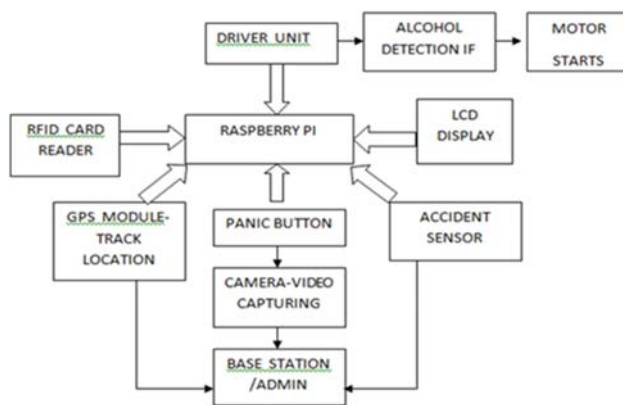 DRIVER UNIT
ALCOHOL
DETECTION IF
MOTOR
STARTS
RFID CARD
READER
RASPBERRY PI
LCD
DISPLAY
GPS MODULE-
TRACK
LOCATION
PANIC BUTTON
ACCIDENT
SENSOR
CAMERA-VIDEO
CAPTURING
BASE STATION
/ADMIN